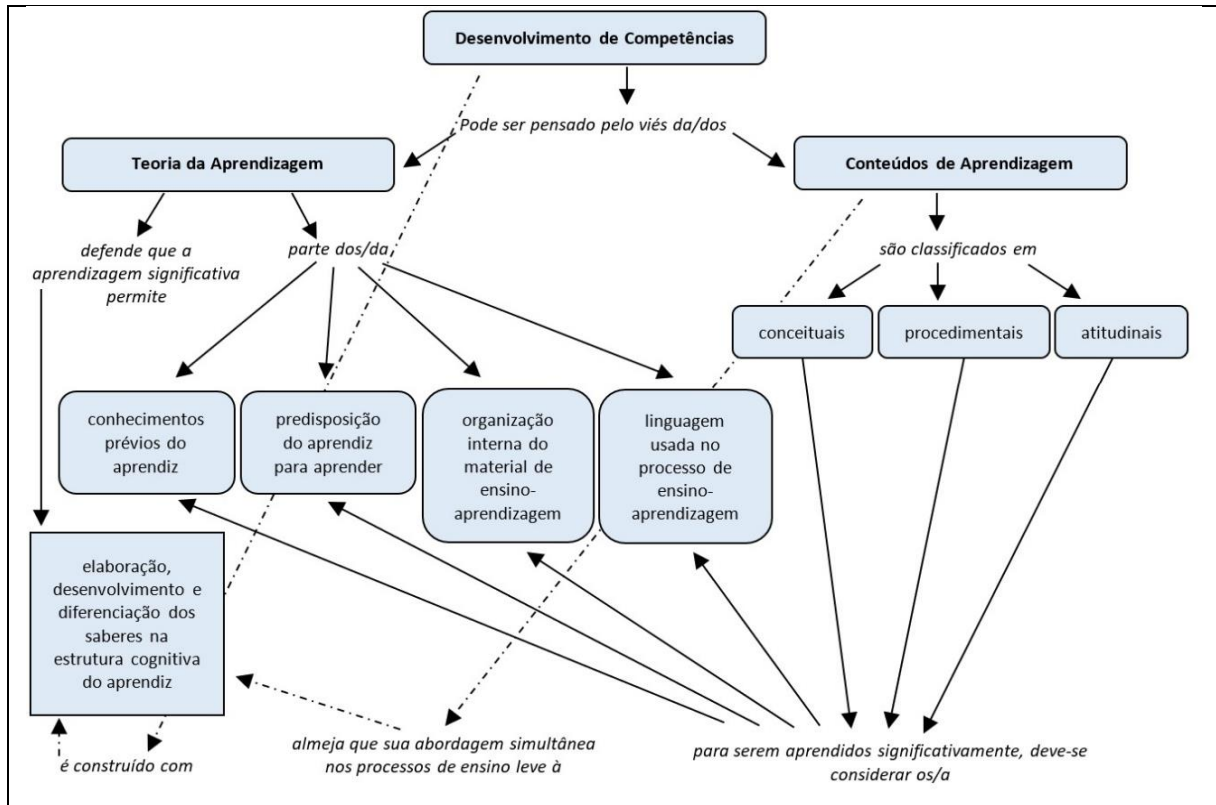 Desenvolvimento de Competências
Pode ser pensado pelo viés da/dos
Teoria da Aprendizagem
Conteúdos de Aprendizagem
defende que a
aprendizagem significativa
permite
parte dos/da
são classificados em
conceituais
procedimentais
atitudinais
conhecimentos
prévios do
aprendiz
predisposição
do aprendiz
para aprender
organização
interna do
material de
ensino-
aprendizagem
linguagem
usada no
processo de
ensino-
aprendizagem
elaboração,
desenvolvimento e
diferenciação dos
saberes na
estrutura cognitiva
do aprendiz
é construído com
almeja que sua abordagem simultânea
nos processos de ensino leve à
para serem aprendidos significativamente, deve-se
considerar os/a